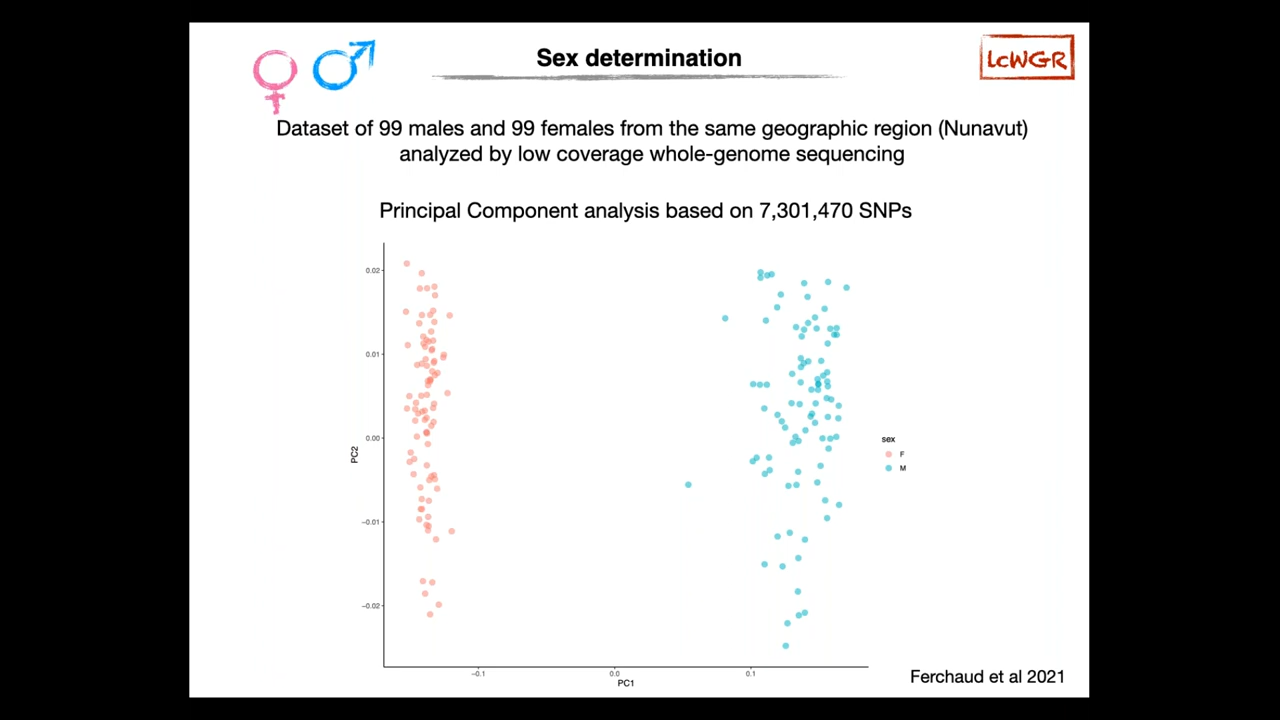 Sex determination
LcWGR
Dataset of 99 males and 99 females from the same geographic region (Nunavut)
analyzed by low coverage whole-genome sequencing
Principal Component analysis based on 7,301,470 SNPs
0.02
0.01
0.00
−0.01
−0.02
PC2
−0.1
0.0
0.1
PC1
sex
F
M
Ferchaud et al 2021